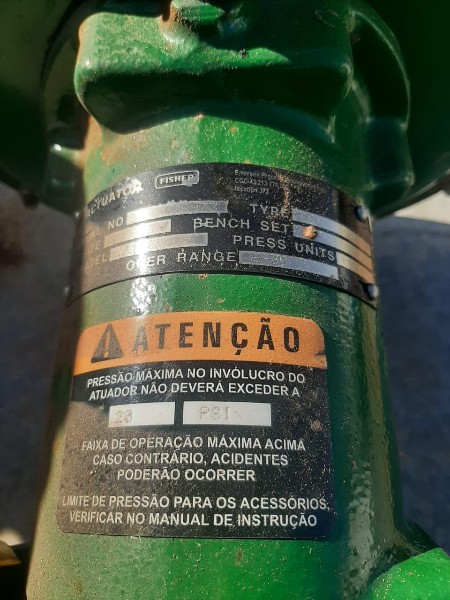 ACTUATOR FISHER
NO TYPE
BENCH SET
PRESS UNITS
OVER RANGE
ATENÇÃO
PRESSÃO MÁXIMA NO INVÓLUCRO DO
ATUADOR NÃO DEVERÁ EXCEDER A
20 PSI
FAIXA DE OPERAÇÃO MÁXIMA ACIMA
CASO CONTRÁRIO, ACIDENTES
PODERÃO OCORRER
LIMITE DE PRESSÃO PARA OS ACESSÓRIOS,
VERIFICAR NO MANUAL DE INSTRUÇÃO